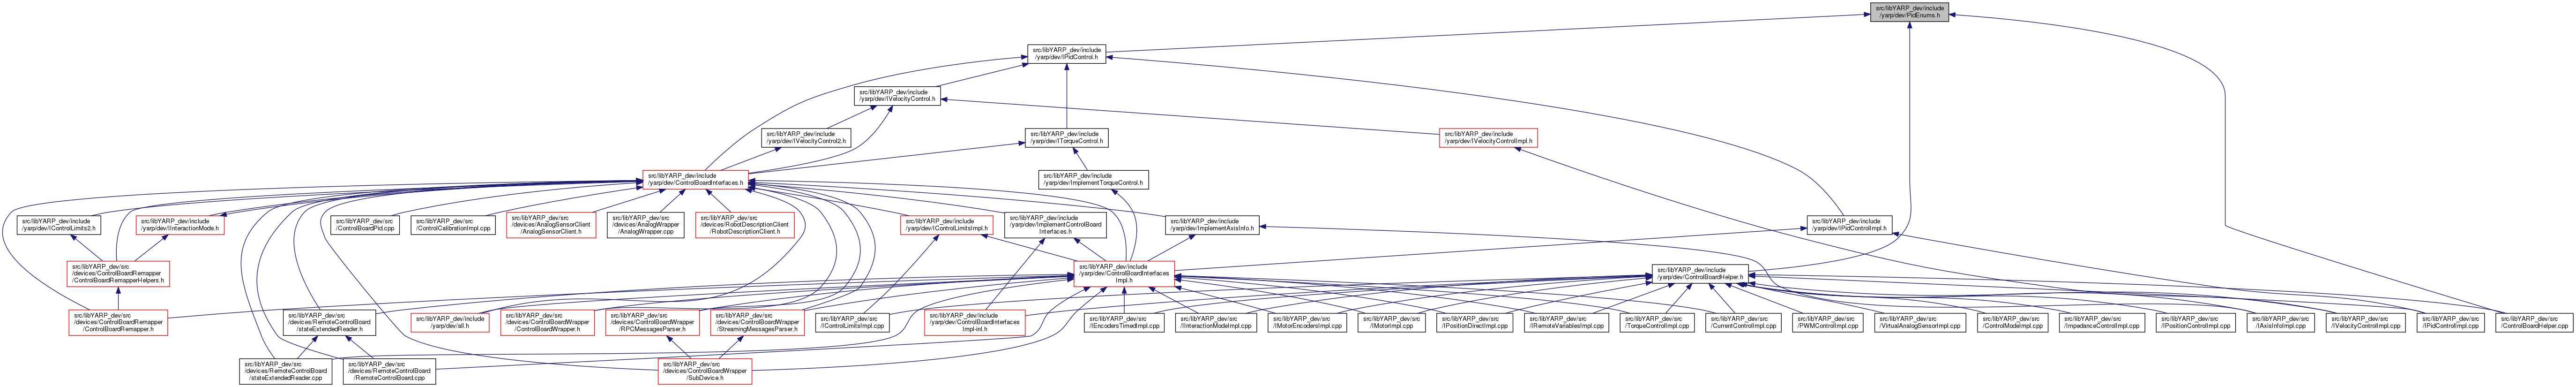 src/libYARP_dev/include
/yarp/dev/PidEnums.h
src/libYARP_dev/include
/yarp/dev/IPidControl.h
src/libYARP_dev/include
/yarp/dev/IVelocityControl.h
src/libYARP_dev/include
/yarp/dev/IVelocityControl2.h
src/libYARP_dev/include
/yarp/dev/ITorqueControl.h
src/libYARP_dev/include
/yarp/dev/IVelocityControlImpl.h
src/libYARP_dev/include
/yarp/dev/ControlBoardInterfaces.h
src/libYARP_dev/include
/yarp/dev/ImplementTorqueControl.h
src/libYARP_dev/include
/yarp/dev/IControlLimits2.h
src/libYARP_dev/include
/yarp/dev/IInteractionMode.h
src/libYARP_dev/src
/ControlBoardPid.cpp
src/libYARP_dev/src
/ControlCalibrationImpl.cpp
src/libYARP_dev/src
/devices/AnalogSensorClient
/AnalogSensorClient.h
src/libYARP_dev/src
/devices/AnalogWrapper
/AnalogWrapper.cpp
src/libYARP_dev/src
/devices/RobotDescriptionClient
/RobotDescriptionClient.h
src/libYARP_dev/include
/yarp/dev/IControlLimitsImpl.h
src/libYARP_dev/include
/yarp/dev/ImplementControlBoard
Interfaces.h
src/libYARP_dev/include
/yarp/dev/ImplementAxisInfo.h
src/libYARP_dev/include
/yarp/dev/IPidControlImpl.h
src/libYARP_dev/src
/devices/ControlBoardRemapper
/ControlBoardRemapperHelpers.h
src/libYARP_dev/include
/yarp/dev/ControlBoardInterfaces
Impl.h
src/libYARP_dev/include
/yarp/dev/ControlBoardHelper.h
src/libYARP_dev/src
/devices/ControlBoardRemapper
/ControlBoardRemapper.h
src/libYARP_dev/src
/devices/RemoteControlBoard
/stateExtendedReader.h
src/libYARP_dev/include
/yarp/dev/all.h
src/libYARP_dev/src
/devices/ControlBoardWrapper
/ControlBoardWrapper.h
src/libYARP_dev/src
/devices/ControlBoardWrapper
/RPCMessagesParser.h
src/libYARP_dev/src
/devices/ControlBoardWrapper
/StreamingMessagesParser.h
src/libYARP_dev/src
/IControlLimitsImpl.cpp
src/libYARP_dev/include
/yarp/dev/ControlBoardInterfaces
Impl-inl.h
src/libYARP_dev/src
/IEncodersTimedImpl.cpp
src/libYARP_dev/src
/IInteractionModeImpl.cpp
src/libYARP_dev/src
/IMotorEncodersImpl.cpp
src/libYARP_dev/src
/IMotorImpl.cpp
src/libYARP_dev/src
/IPositionDirectImpl.cpp
src/libYARP_dev/src
/IRemoteVariablesImpl.cpp
src/libYARP_dev/src
/TorqueControlImpl.cpp
src/libYARP_dev/src
/CurrentControlImpl.cpp
src/libYARP_dev/src
/PWMControlImpl.cpp
src/libYARP_dev/src
/VirtualAnalogSensorImpl.cpp
src/libYARP_dev/src
/ControlModeImpl.cpp
src/libYARP_dev/src
/ImpedanceControlImpl.cpp
src/libYARP_dev/src
/IPositionControlImpl.cpp
src/libYARP_dev/src
/IAxisInfoImpl.cpp
src/libYARP_dev/src
/IVelocityControlImpl.cpp
src/libYARP_dev/src
/IPidControlImpl.cpp
src/libYARP_dev/src
/ControlBoardHelper.cpp
src/libYARP_dev/src
/devices/RemoteControlBoard
/stateExtendedReader.cpp
src/libYARP_dev/src
/devices/RemoteControlBoard
/RemoteControlBoard.cpp
src/libYARP_dev/src
/devices/ControlBoardWrapper
/SubDevice.h